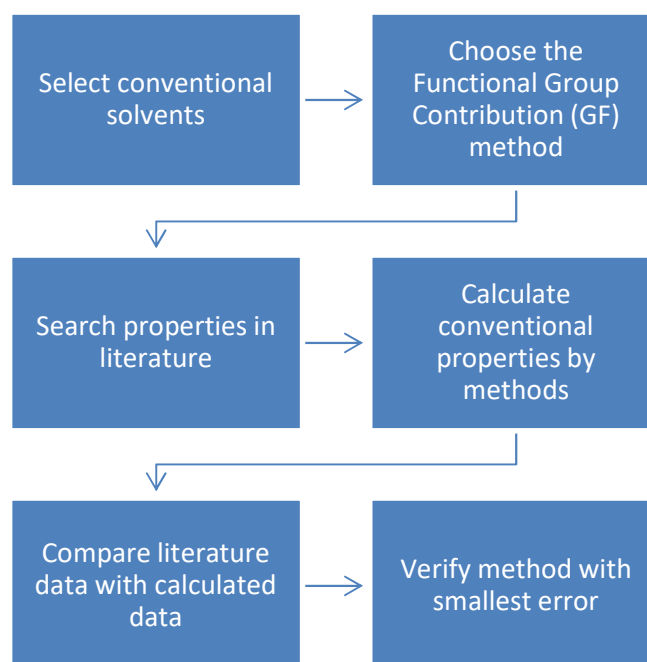 Select conventional
solvents
Choose the
Functional Group
Contribution (GF)
method
Search properties in
literature
Calculate
conventional
properties by
methods
Compare literature
data with calculated
data
Verify method with
smallest error